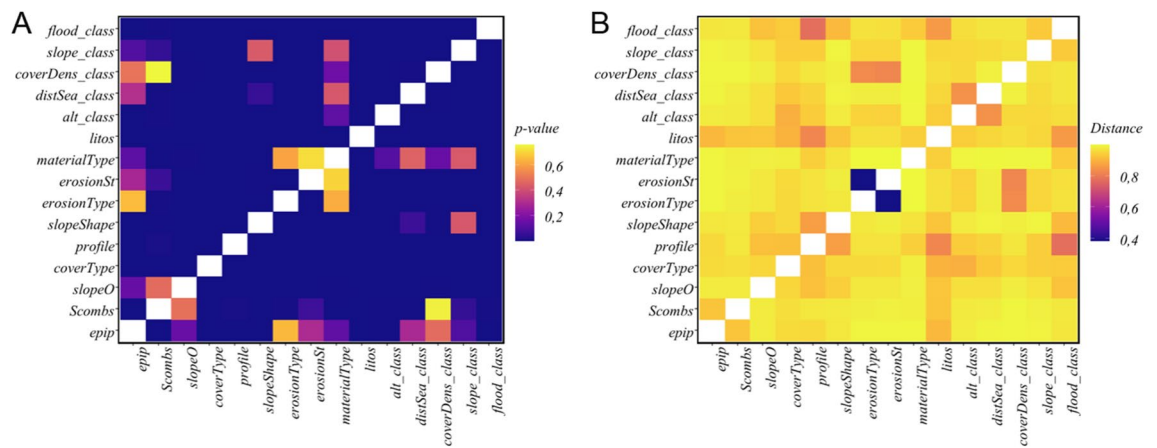 A
flood_class
slope_class
coverDens_class
distSea_class
alt_class
litos
materialType
erosionSt
erosionType
slopeShape
profile
coverType
slopeO
Scombs
epip
epip
Scombs
slopeO
coverType
profile
slopeShape
erosionType
erosionSt
materialType
litos
alt_class
distSea_class
coverDens_class
slope_class
flood_class
p-value
0,6
0,4
0,2
B
flood_class
slope_class
coverDens_class
distSea_class
alt_class
litos
materialType
erosionSt
erosionType
slopeShape
profile
coverType
slopeO
Scombs
epip
epip
Scombs
slopeO
coverType
profile
slopeShape
erosionType
erosionSt
materialType
litos
alt_class
distSea_class
coverDens_class
slope_class
flood_class
Distance
0,8
0,6
0,4